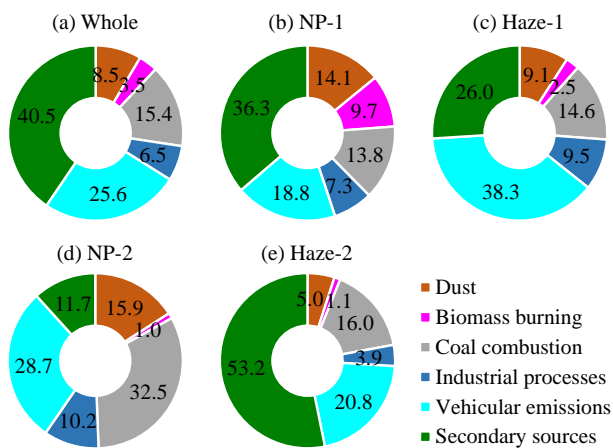 (a) Whole
(b) NP-1
(c) Haze-1
8.5
3.5
15.4
6.5
25.6
40.5
14.1
9.7
13.8
7.3
18.8
36.3
9.1
2.5
14.6
9.5
38.3
26.0
(d) NP-2
(e) Haze-2
15.9
1.0
32.5
10.2
28.7
11.7
5.0
1.1
16.0
3.9
20.8
53.2
Dust
Biomass burning
Coal combustion
Industrial processes
Vehicular emissions
Secondary sources